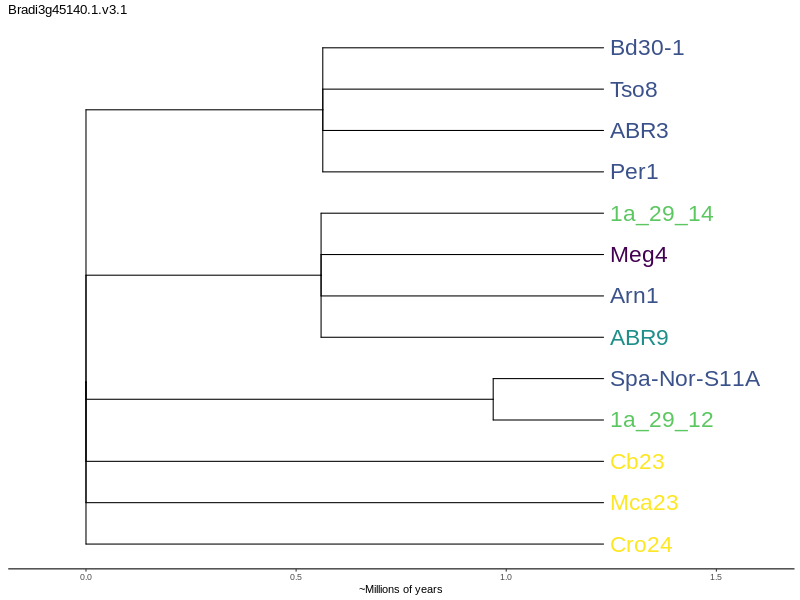 Bradi3g45140.1.v3.1
Bd30-1
Tso8
ABR3
Per1
1a_29_14
Meg4
Arn1
ABR9
Spa-Nor-S11A
1a_29_12
Cb23
Mca23
Cro24
0.0 0.5 1.0 1.5
~Millions of years